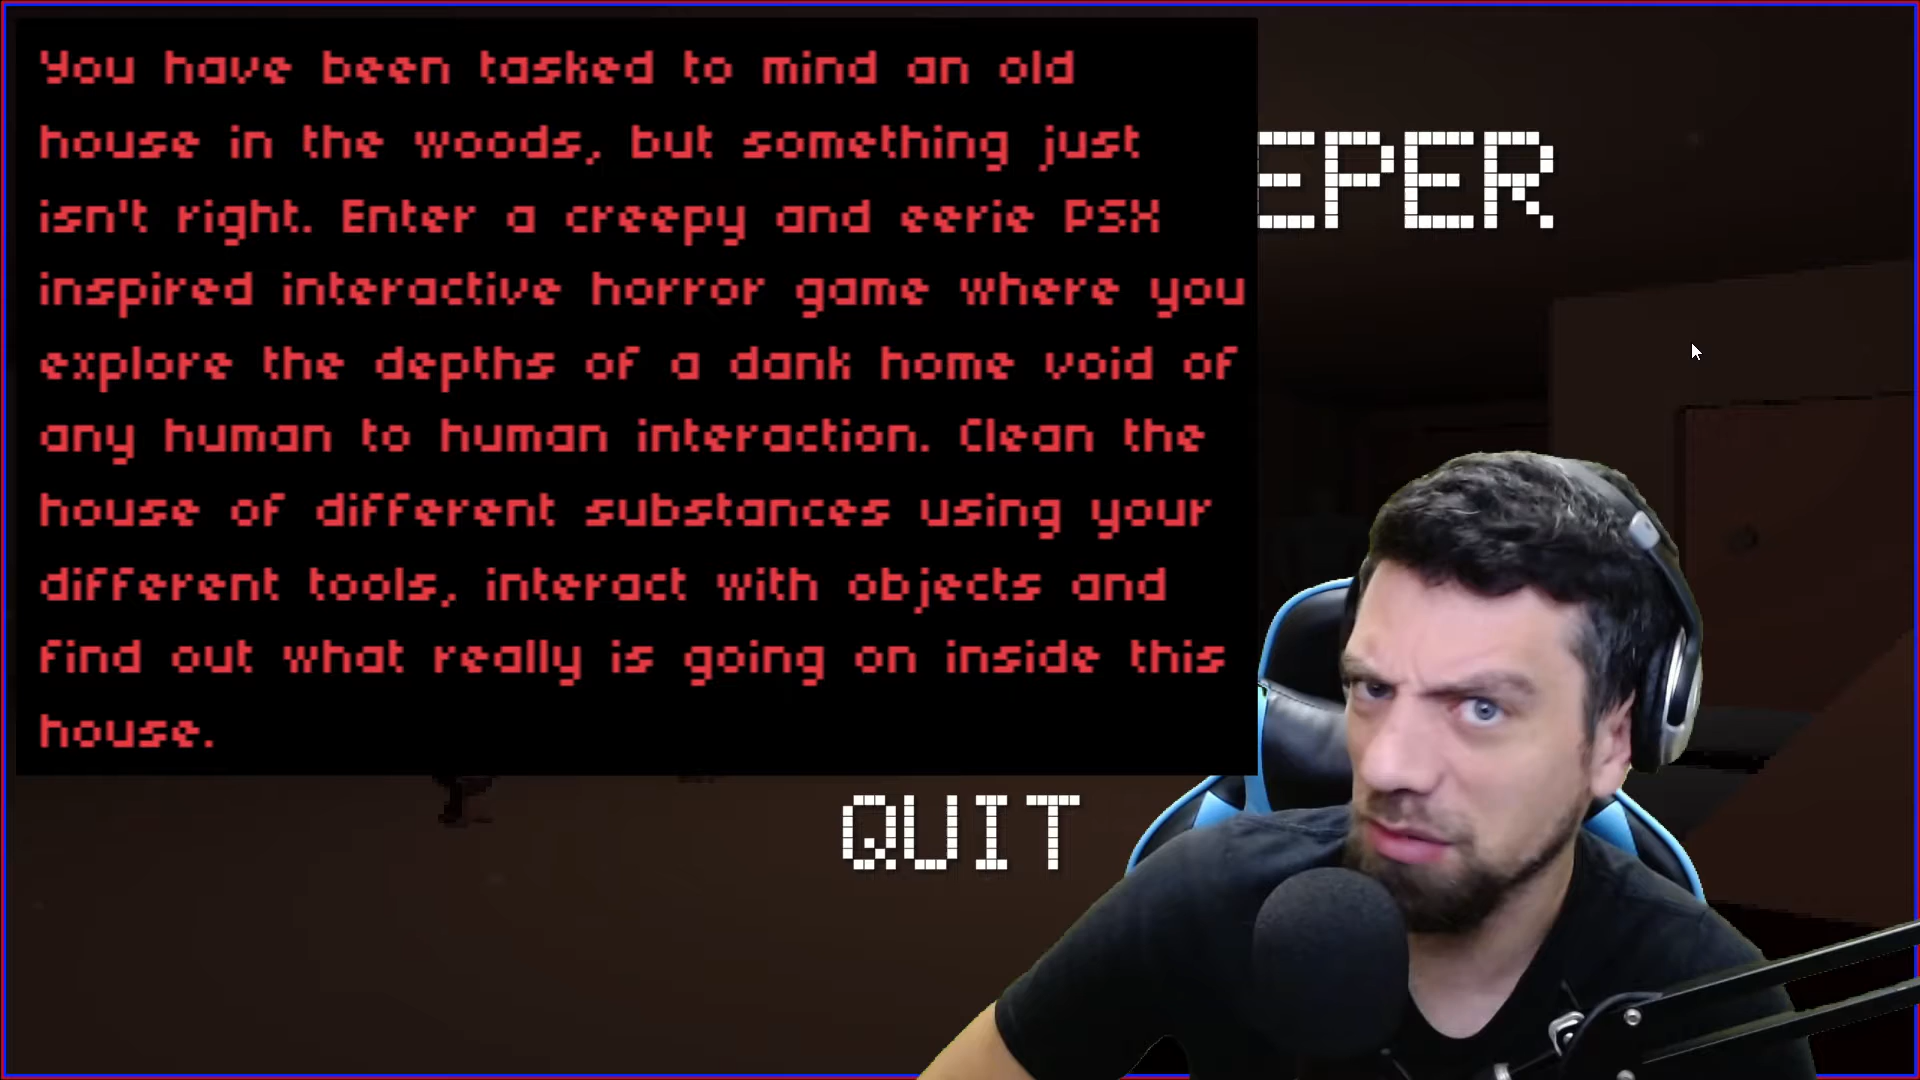 You have been tasked to mind an old
house in the woods, but something just
isn't right. Enter a creepy and eerie PSX
inspired interactive horror game where you
explore the depths of a dank home void of
any human to human interaction. Clean the
house of different substances using your
different tools, interact with objects and
find out what really is going on inside this
house.
EPER
QUIT